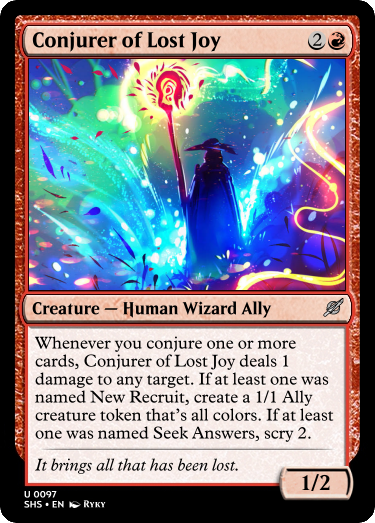 Conjurer of Lost Joy 2
Creature — Human Wizard Ally
Whenever you conjure one or more
cards, Conjurer of Lost Joy deals 1
damage to any target. If at least one was
named New Recruit, create a 1/1 Ally
creature token that's all colors. If at least
one was named Seek Answers, scry 2.
It brings all that has been lost.
1/2
U 0097
SHS • EN Ryky